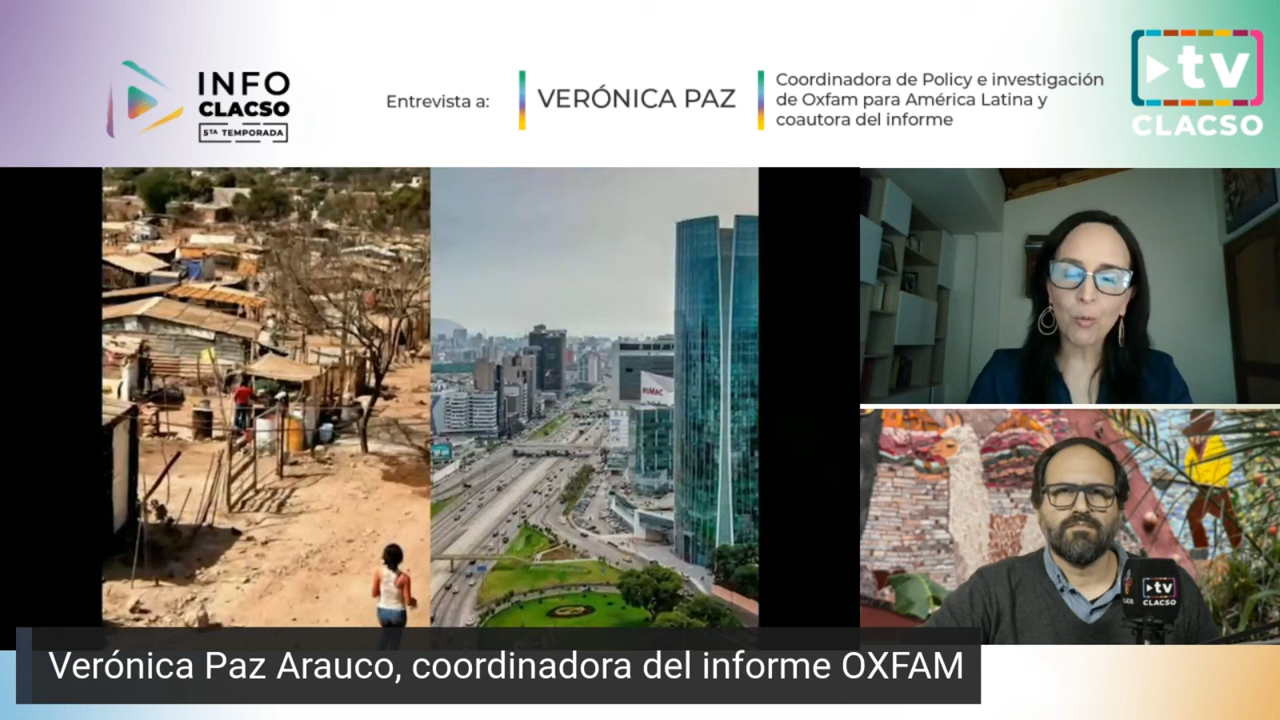 INFO
CLACSO
5TA TEMPORADA
Entrevista a:
VERÓNICA PAZ
Coordinadora de Policy e investigación
de Oxfam para América Latina y
coautora del informe
tv
CLACSO
RIMAC
tv
CLACSO
Verónica Paz Arauco, coordinadora del informe OXFAM